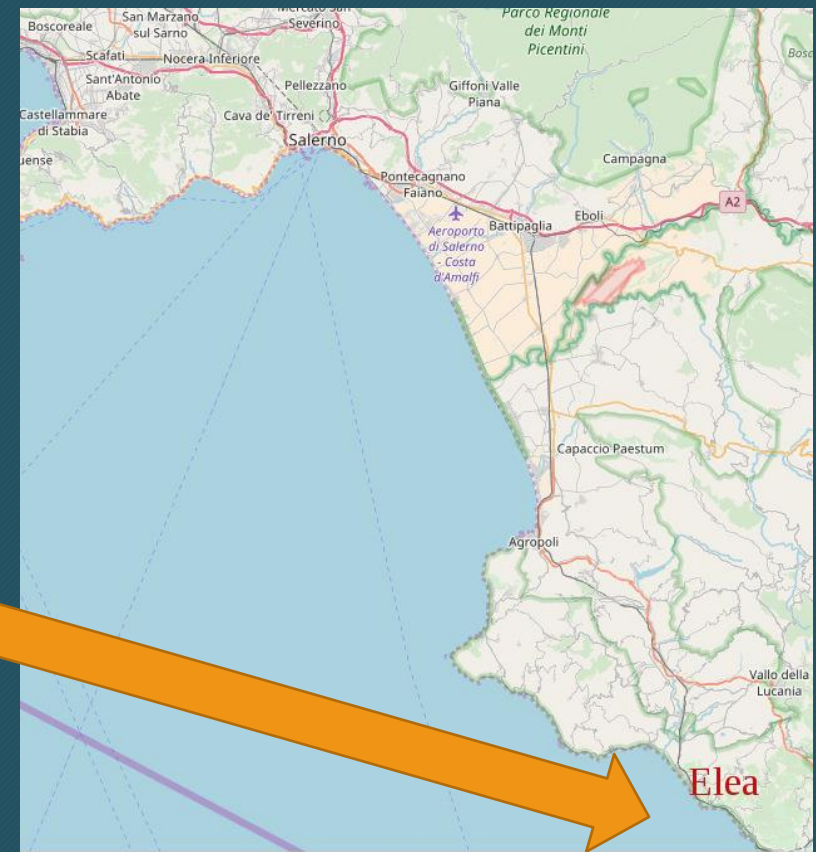 Parco Regionale
dei Monti
Picentini
San Marzano
sul Sarno
Severino
Boscoreale
Scafati
Nocera Inferiore
Sant'Antonio
Abate
Pellezzano
Giffoni Valle
Piana
Castellammare
di Stabia
Cava de' Tirreni
Salerno
Campagna
Pontecagnano
Faiano
A2
Eboli
Battipaglia
Aeroporto
di Salerno
- Costa
d'Amalfi
Capaccio Paestum
Agropoli
Vallo della
Lucania
Elea